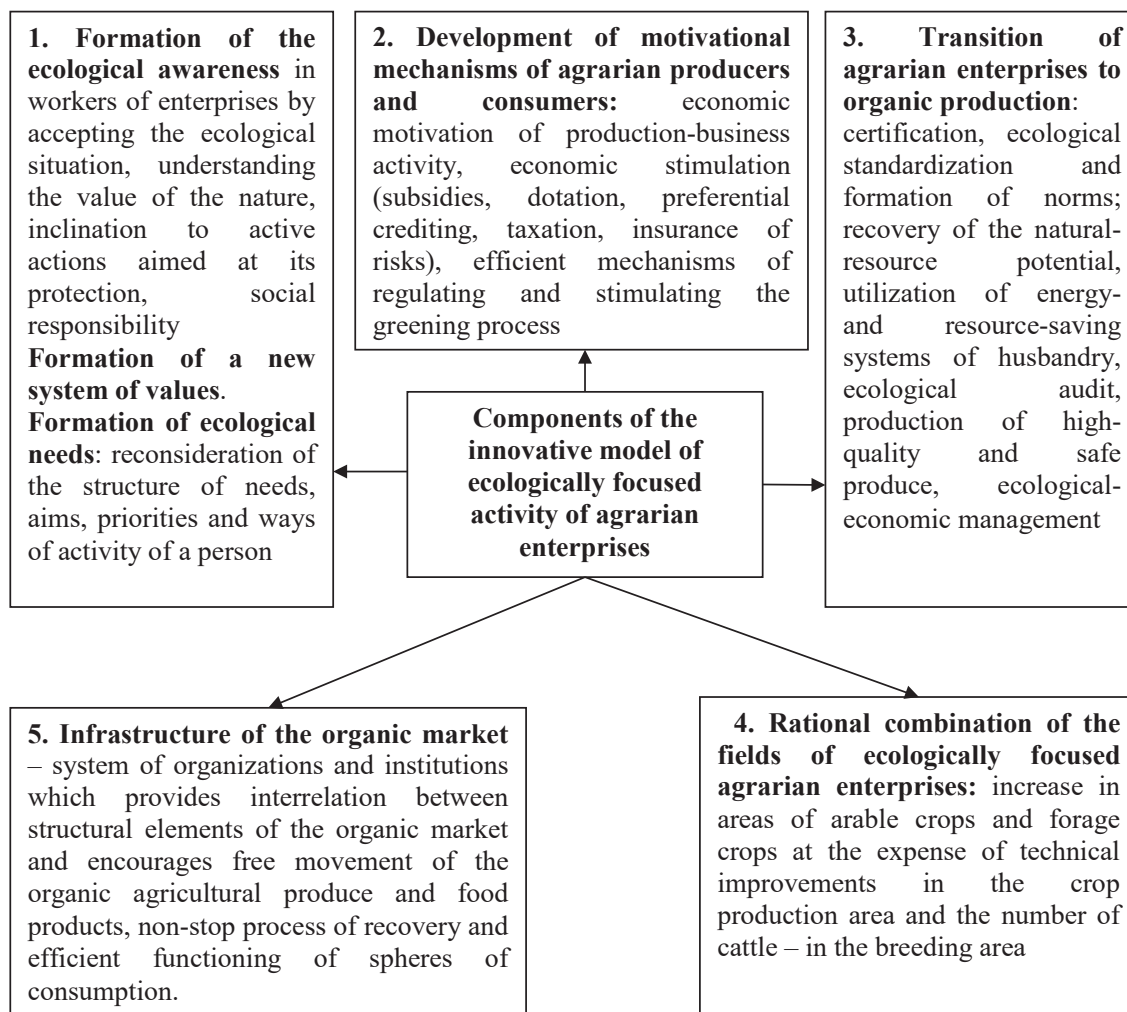 1. Formation of the
ecological awareness in
workers of enterprises by
accepting the ecological
situation, understanding
the value of the nature,
inclination to active
actions aimed at its
protection, social
responsibility
Formation of a new
system of values.
Formation of ecological
needs: reconsideration of
the structure of needs,
aims, priorities and ways
of activity of a person
2. Development of motivational
mechanisms of agrarian producers
and consumers: economic
motivation of production-business
activity, economic stimulation
(subsidies, dotation, preferential
crediting, taxation, insurance of
risks), efficient mechanisms of
regulating and stimulating the
greening process
3. Transition of
agrarian enterprises to
organic production:
certification, ecological
standardization and
formation of norms;
recovery of the natural-
resource potential,
utilization of energy-
and resource-saving
systems of husbandry,
ecological audit,
production of high-
quality and safe
produce, ecological-
economic management
Components of the
innovative model of
ecologically focused
activity of agrarian
enterprises
5. Infrastructure of the organic market
– system of organizations and institutions
which provides interrelation between
structural elements of the organic market
and encourages free movement of the
organic agricultural produce and food
products, non-stop process of recovery and
efficient functioning of spheres of
consumption.
4. Rational combination of the
fields of ecologically focused
agrarian enterprises: increase in
areas of arable crops and forage
crops at the expense of technical
improvements in the crop
production area and the number of
cattle – in the breeding area